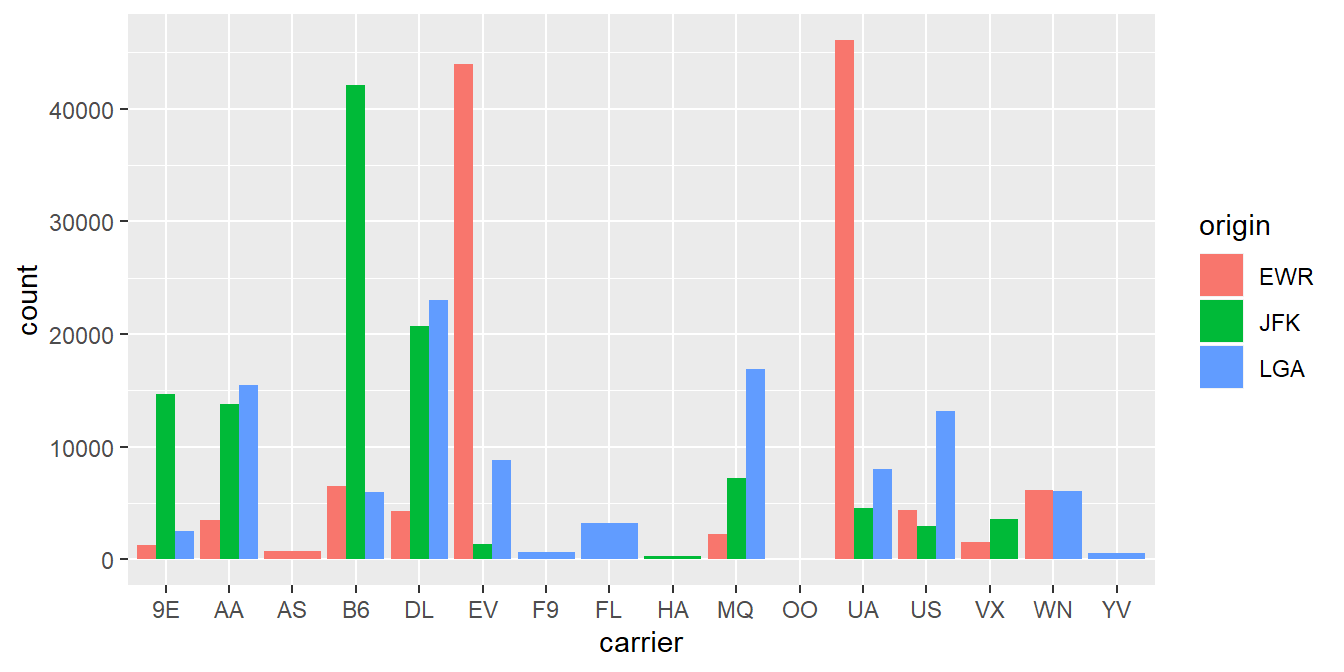 40000
30000
20000
10000
0
count
9E AA AS B6 DL EV F9 FL HA MQ OO UA US VX WN YV
carrier
origin
EWR
JFK
LGA